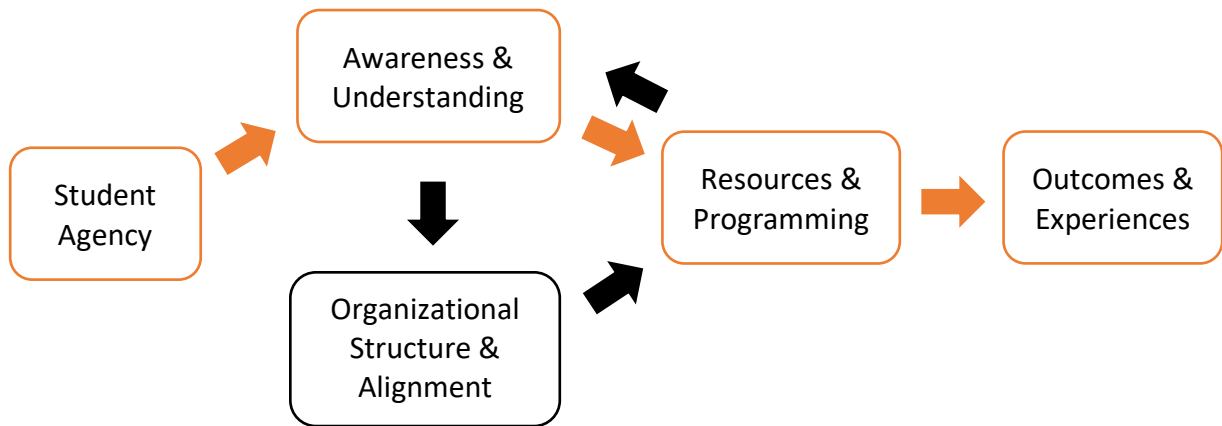 Student
Agency
Awareness &
Understanding
Organizational
Structure &
Alignment
Resources &
Programming
Outcomes &
Experiences